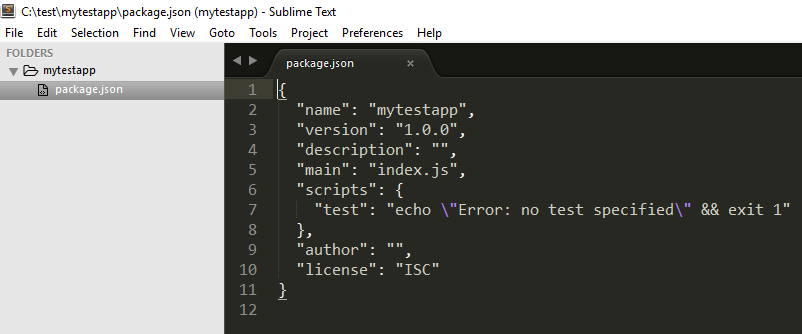 C:\test\mytestapp\package.json (mytestapp) - Sublime Text
File Edit Selection Find View Goto Tools Project Preferences Help
FOLDERS
mytestapp
package.json
package.json ×
1 {
2 "name": "mytestapp",
3 "version": "1.0.0",
4 "description": "",
5 "main": "index.js",
6 "scripts": {
7 "test": "echo \"Error: no test specified\" && exit 1"
8 },
9 "author": "",
10 "license": "ISC"
11 }
12